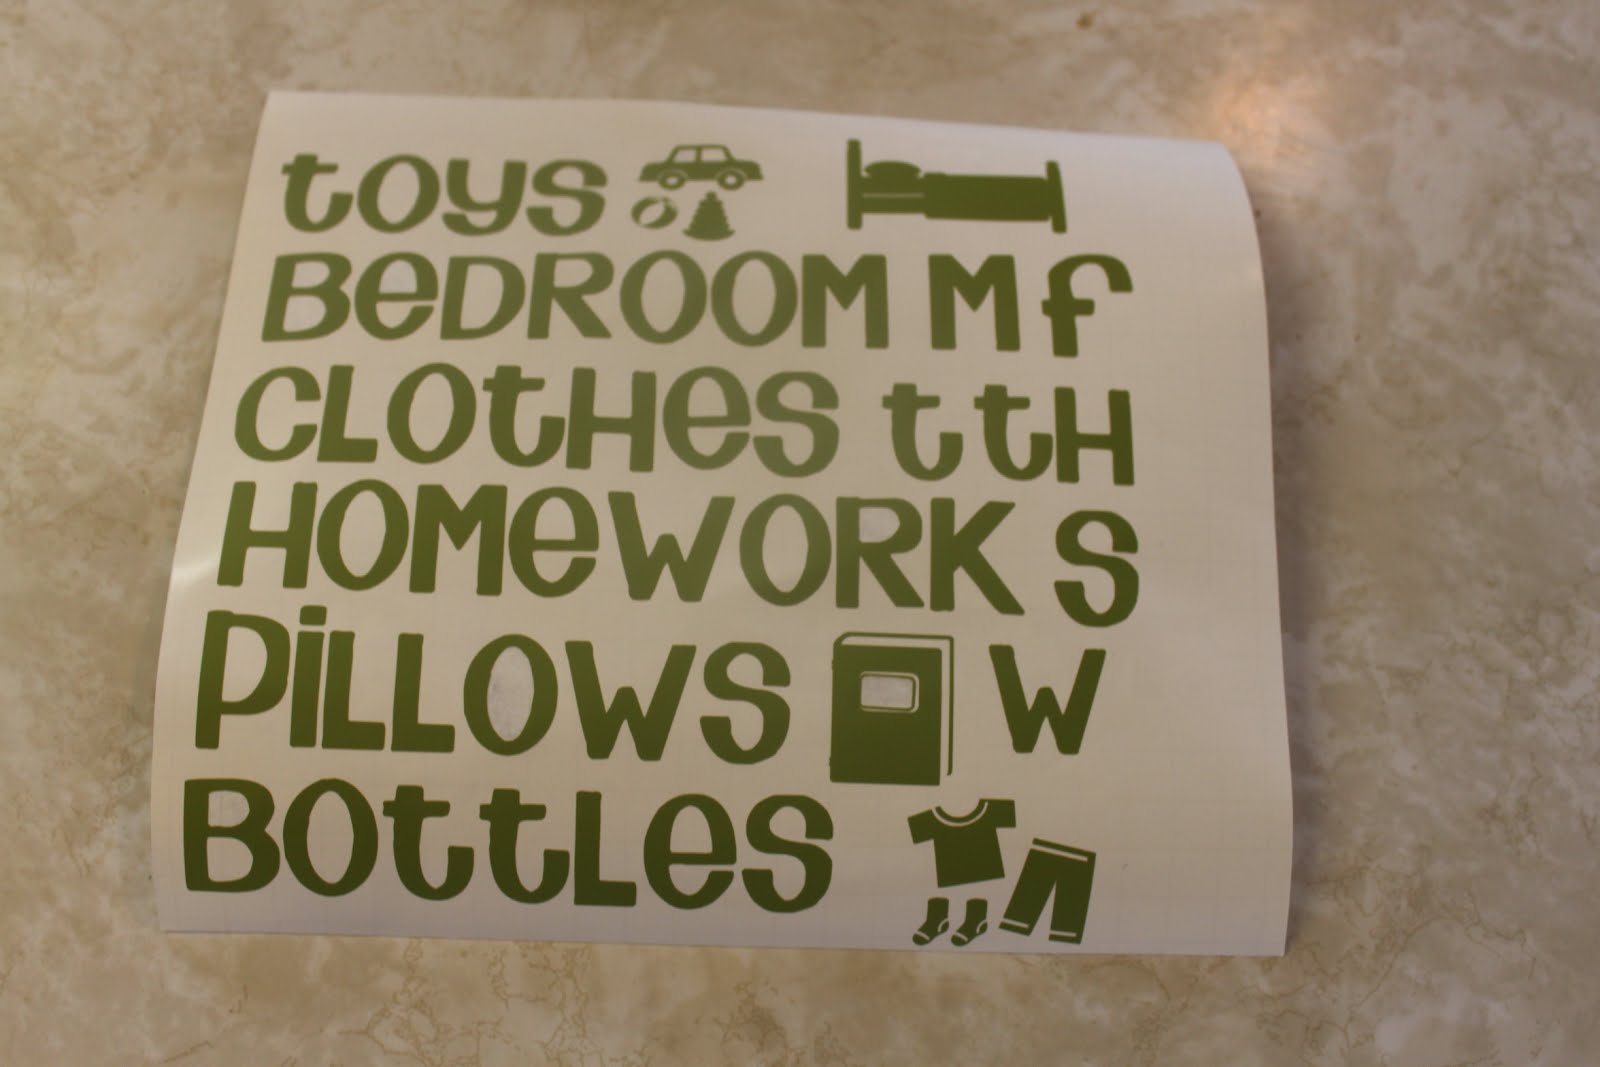 toys
BeDROOM M f
CLOtHes t tH
HOMeWORK S
PiLLOWS W
BOttLes